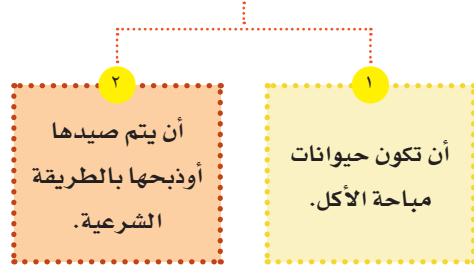 ١
أن تكون حيوانات
مباحة الأكل.
٢
أن يتم صيدها
أوذبحها بالطريقة
الشرعية.